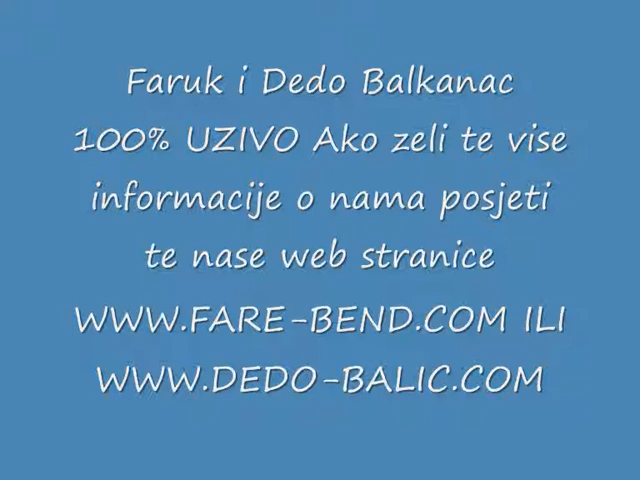 Faruk i Dedo Balkanac
100% UZIVO Ako zeli te vise
informacije o nama posjeti
te nase web stranice
WWW.FARE-BEND.COM ILI
WWW.DEDO-BALIC.COM